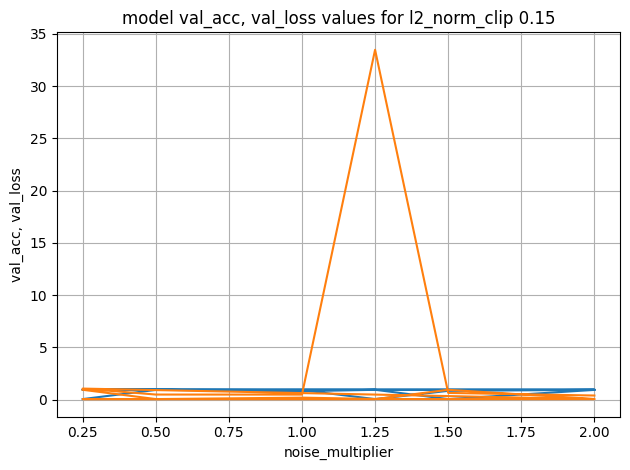 model val_acc, val_loss values for l2_norm_clip 0.15
35
30
25
20
15
10
5
0
val_acc, val_loss
0.25 0.50 0.75 1.00 1.25 1.50 1.75 2.00
noise_multiplier